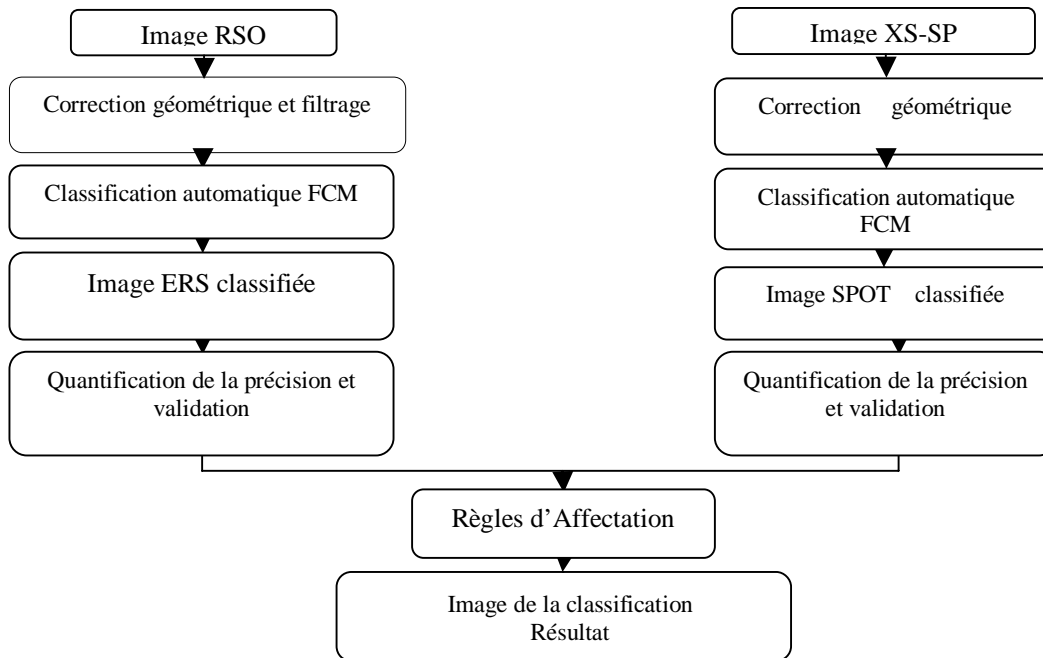 Image RSO
Correction géométrique et filtrage
Classification automatique FCM
Image ERS classifiée
Quantification de la précision et
validation
Image XS-SP
Correction géométrique
Classification automatique
FCM
Image SPOT classifiée
Quantification de la précision
et validation
Règles d'Affectation
Image de la classification
Résultat